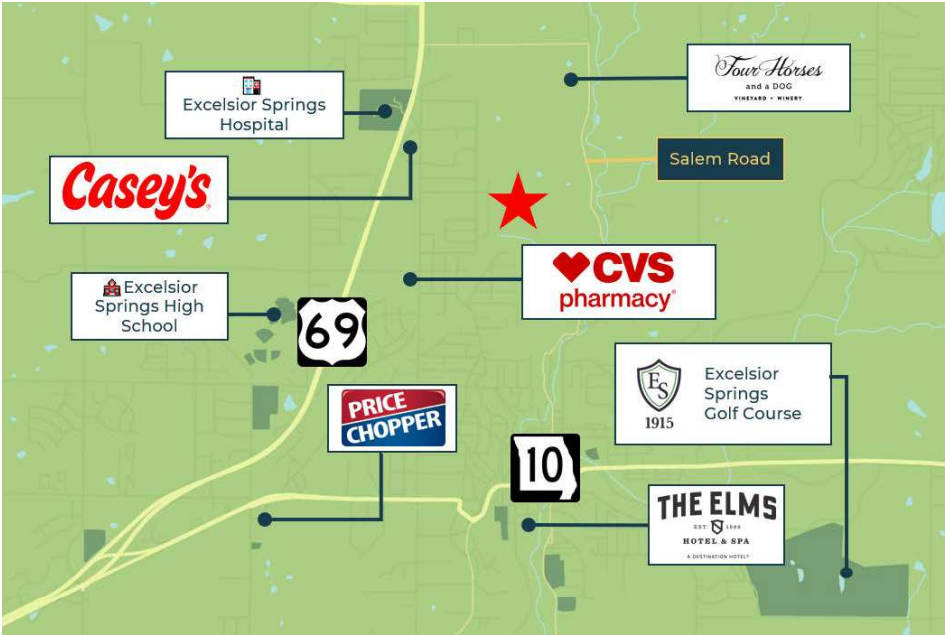 Four Horses
and a DOG
VINEYARD • WINERY
Excelsior Springs
Hospital
Salem Road
Casey's
CVS
pharmacy
Excelsior
Springs High
School
69
Excelsior
Springs
Golf Course
ES
1915
PRICE
CHOPPER
10
THE ELMS
EST 1888
HOTEL & SPA
A DESTINATION HOTEL